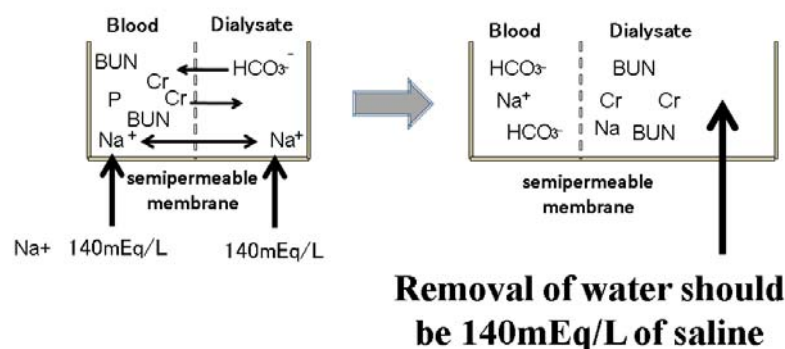 Blood Dialysate
BUN HCO3-
Cr
P Cr
BUN
Na+ Na+
semipermeable
membrane
Na+ 140mEq/L 140mEq/L
Blood Dialysate
HCO3- BUN
Na+ Cr Cr
HCO3- Na BUN
semipermeable
membrane
Removal of water should
be 140mEq/L of saline